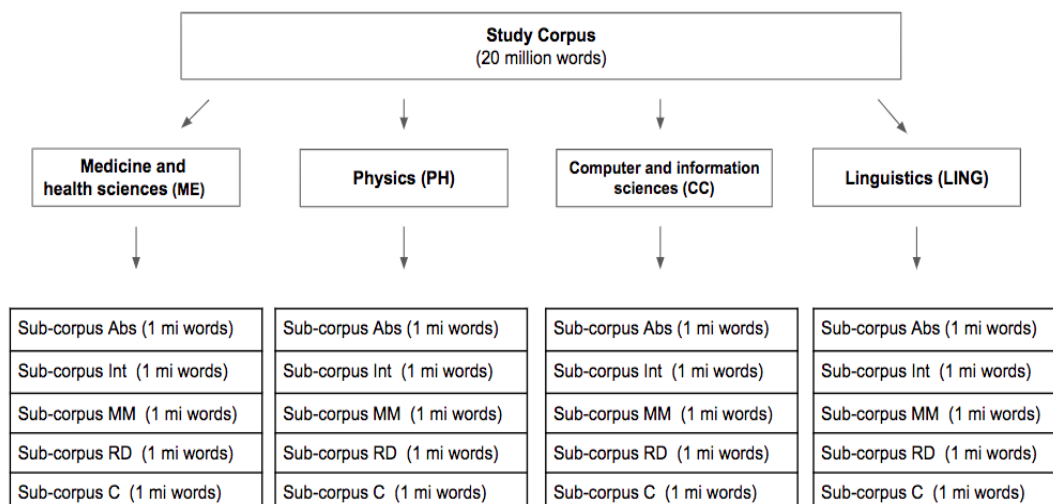 Study Corpus
(20 million words)
Medicine and
health sciences (ME)
Physics (PH)
Computer and information
sciences (CC)
Linguistics (LING)
Sub-corpus Abs (1 mi words)
Sub-corpus Int (1 mi words)
Sub-corpus MM (1 mi words)
Sub-corpus RD (1 mi words)
Sub-corpus C (1 mi words)
Sub-corpus Abs (1 mi words)
Sub-corpus Int (1 mi words)
Sub-corpus MM (1 mi words)
Sub-corpus RD (1 mi words)
Sub-corpus C (1 mi words)
Sub-corpus Abs (1 mi words)
Sub-corpus Int (1 mi words)
Sub-corpus MM (1 mi words)
Sub-corpus RD (1 mi words)
Sub-corpus C (1 mi words)
Sub-corpus Abs (1 mi words)
Sub-corpus Int (1 mi words)
Sub-corpus MM (1 mi words)
Sub-corpus RD (1 mi words)
Sub-corpus C (1 mi words)